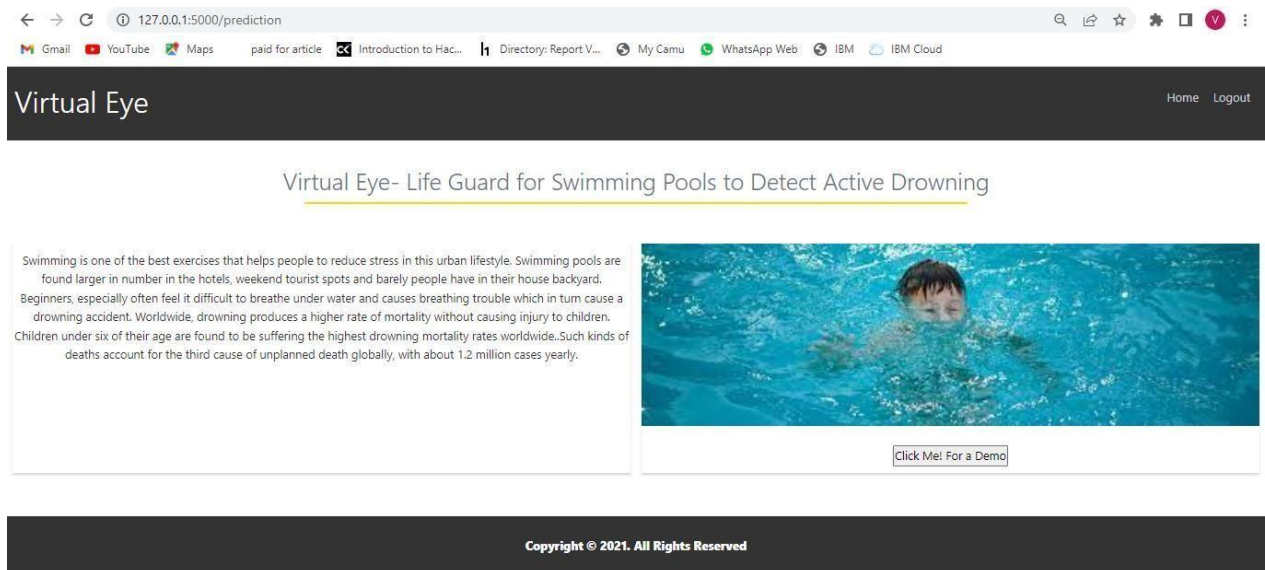 127.0.0.1:5000/prediction
V
Gmail
YouTube
Maps
paid for article
Introduction to Hac...
Directory: Report V...
My Camu
WhatsApp Web
IBM
IBM Cloud
Virtual Eye
Home
Logout
Virtual Eye- Life Guard for Swimming Pools to Detect Active Drowning
Swimming is one of the best exercises that helps people to reduce stress in this urban lifestyle. Swimming pools are
found larger in number in the hotels, weekend tourist spots and barely people have in their house backyard.
Beginners, especially often feel it difficult to breathe under water and causes breathing trouble which in turn cause a
drowning accident. Worldwide, drowning produces a higher rate of mortality without causing injury to children.
Children under six of their age are found to be suffering the highest drowning mortality rates worldwide..Such kinds of
deaths account for the third cause of unplanned death globally, with about 1.2 million cases yearly.
Click Me! For a Demo
Copyright © 2021. All Rights Reserved